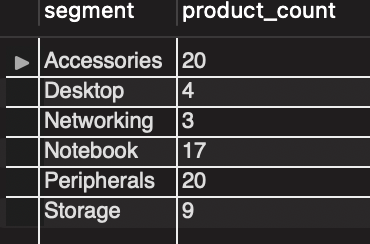 segment product_count
Accessories 20
Desktop 4
Networking 3
Notebook 17
Peripherals 20
Storage 9